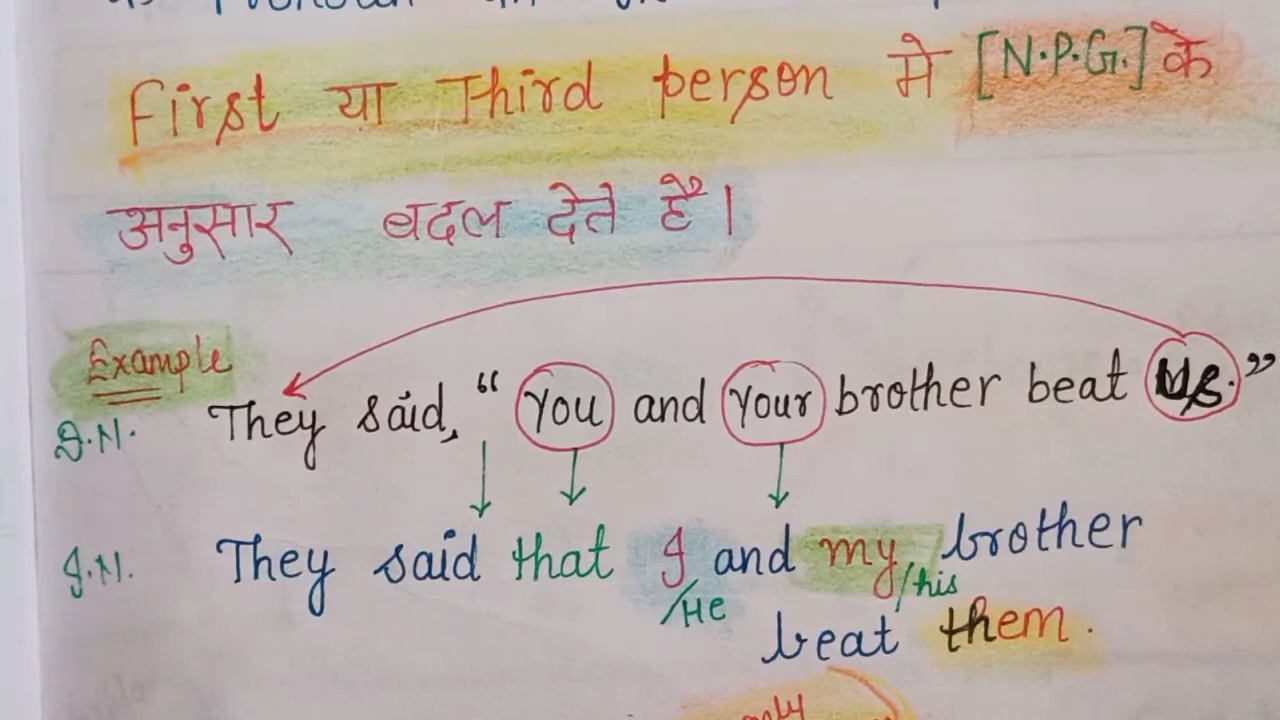 First या Third person मे [N.P.G.] के
अनुसार बदल देते है।
Example
D.N. They said, “You and Your brother beat us.”
I.N. They said that I and my brother
/He /his
beat them.